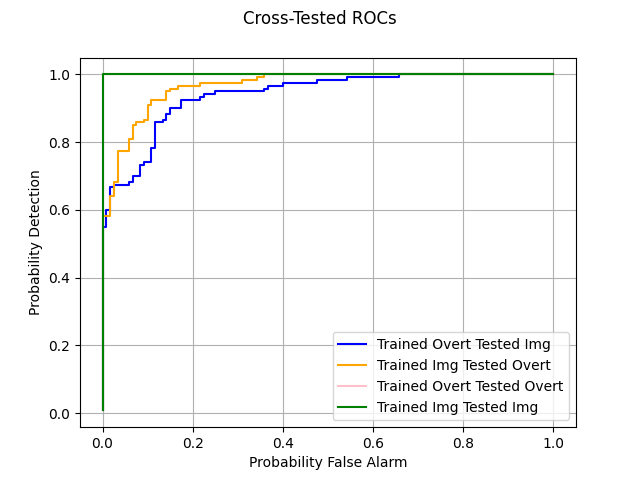 Cross-Tested ROCs
1.0
0.8
0.6
0.4
0.2
0.0
Probability Detection
Trained Overt Tested Img
Trained Img Tested Overt
Trained Overt Tested Overt
Trained Img Tested Img
0.0 0.2 0.4 0.6 0.8 1.0
Probability False Alarm